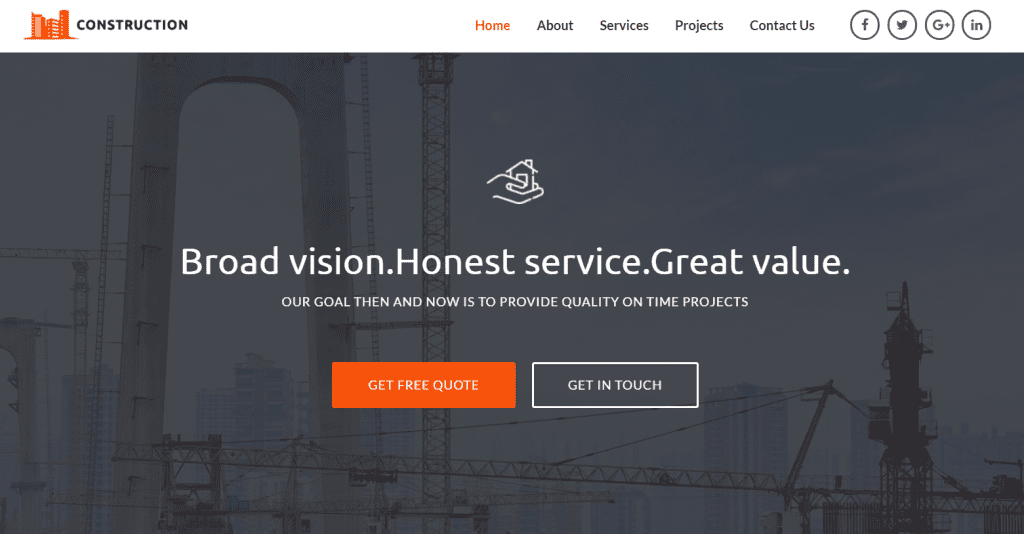 CONSTRUCTION
Home About Services Projects Contact Us
Broad vision.Honest service.Great value.
OUR GOAL THEN AND NOW IS TO PROVIDE QUALITY ON TIME PROJECTS
GET FREE QUOTE GET IN TOUCH